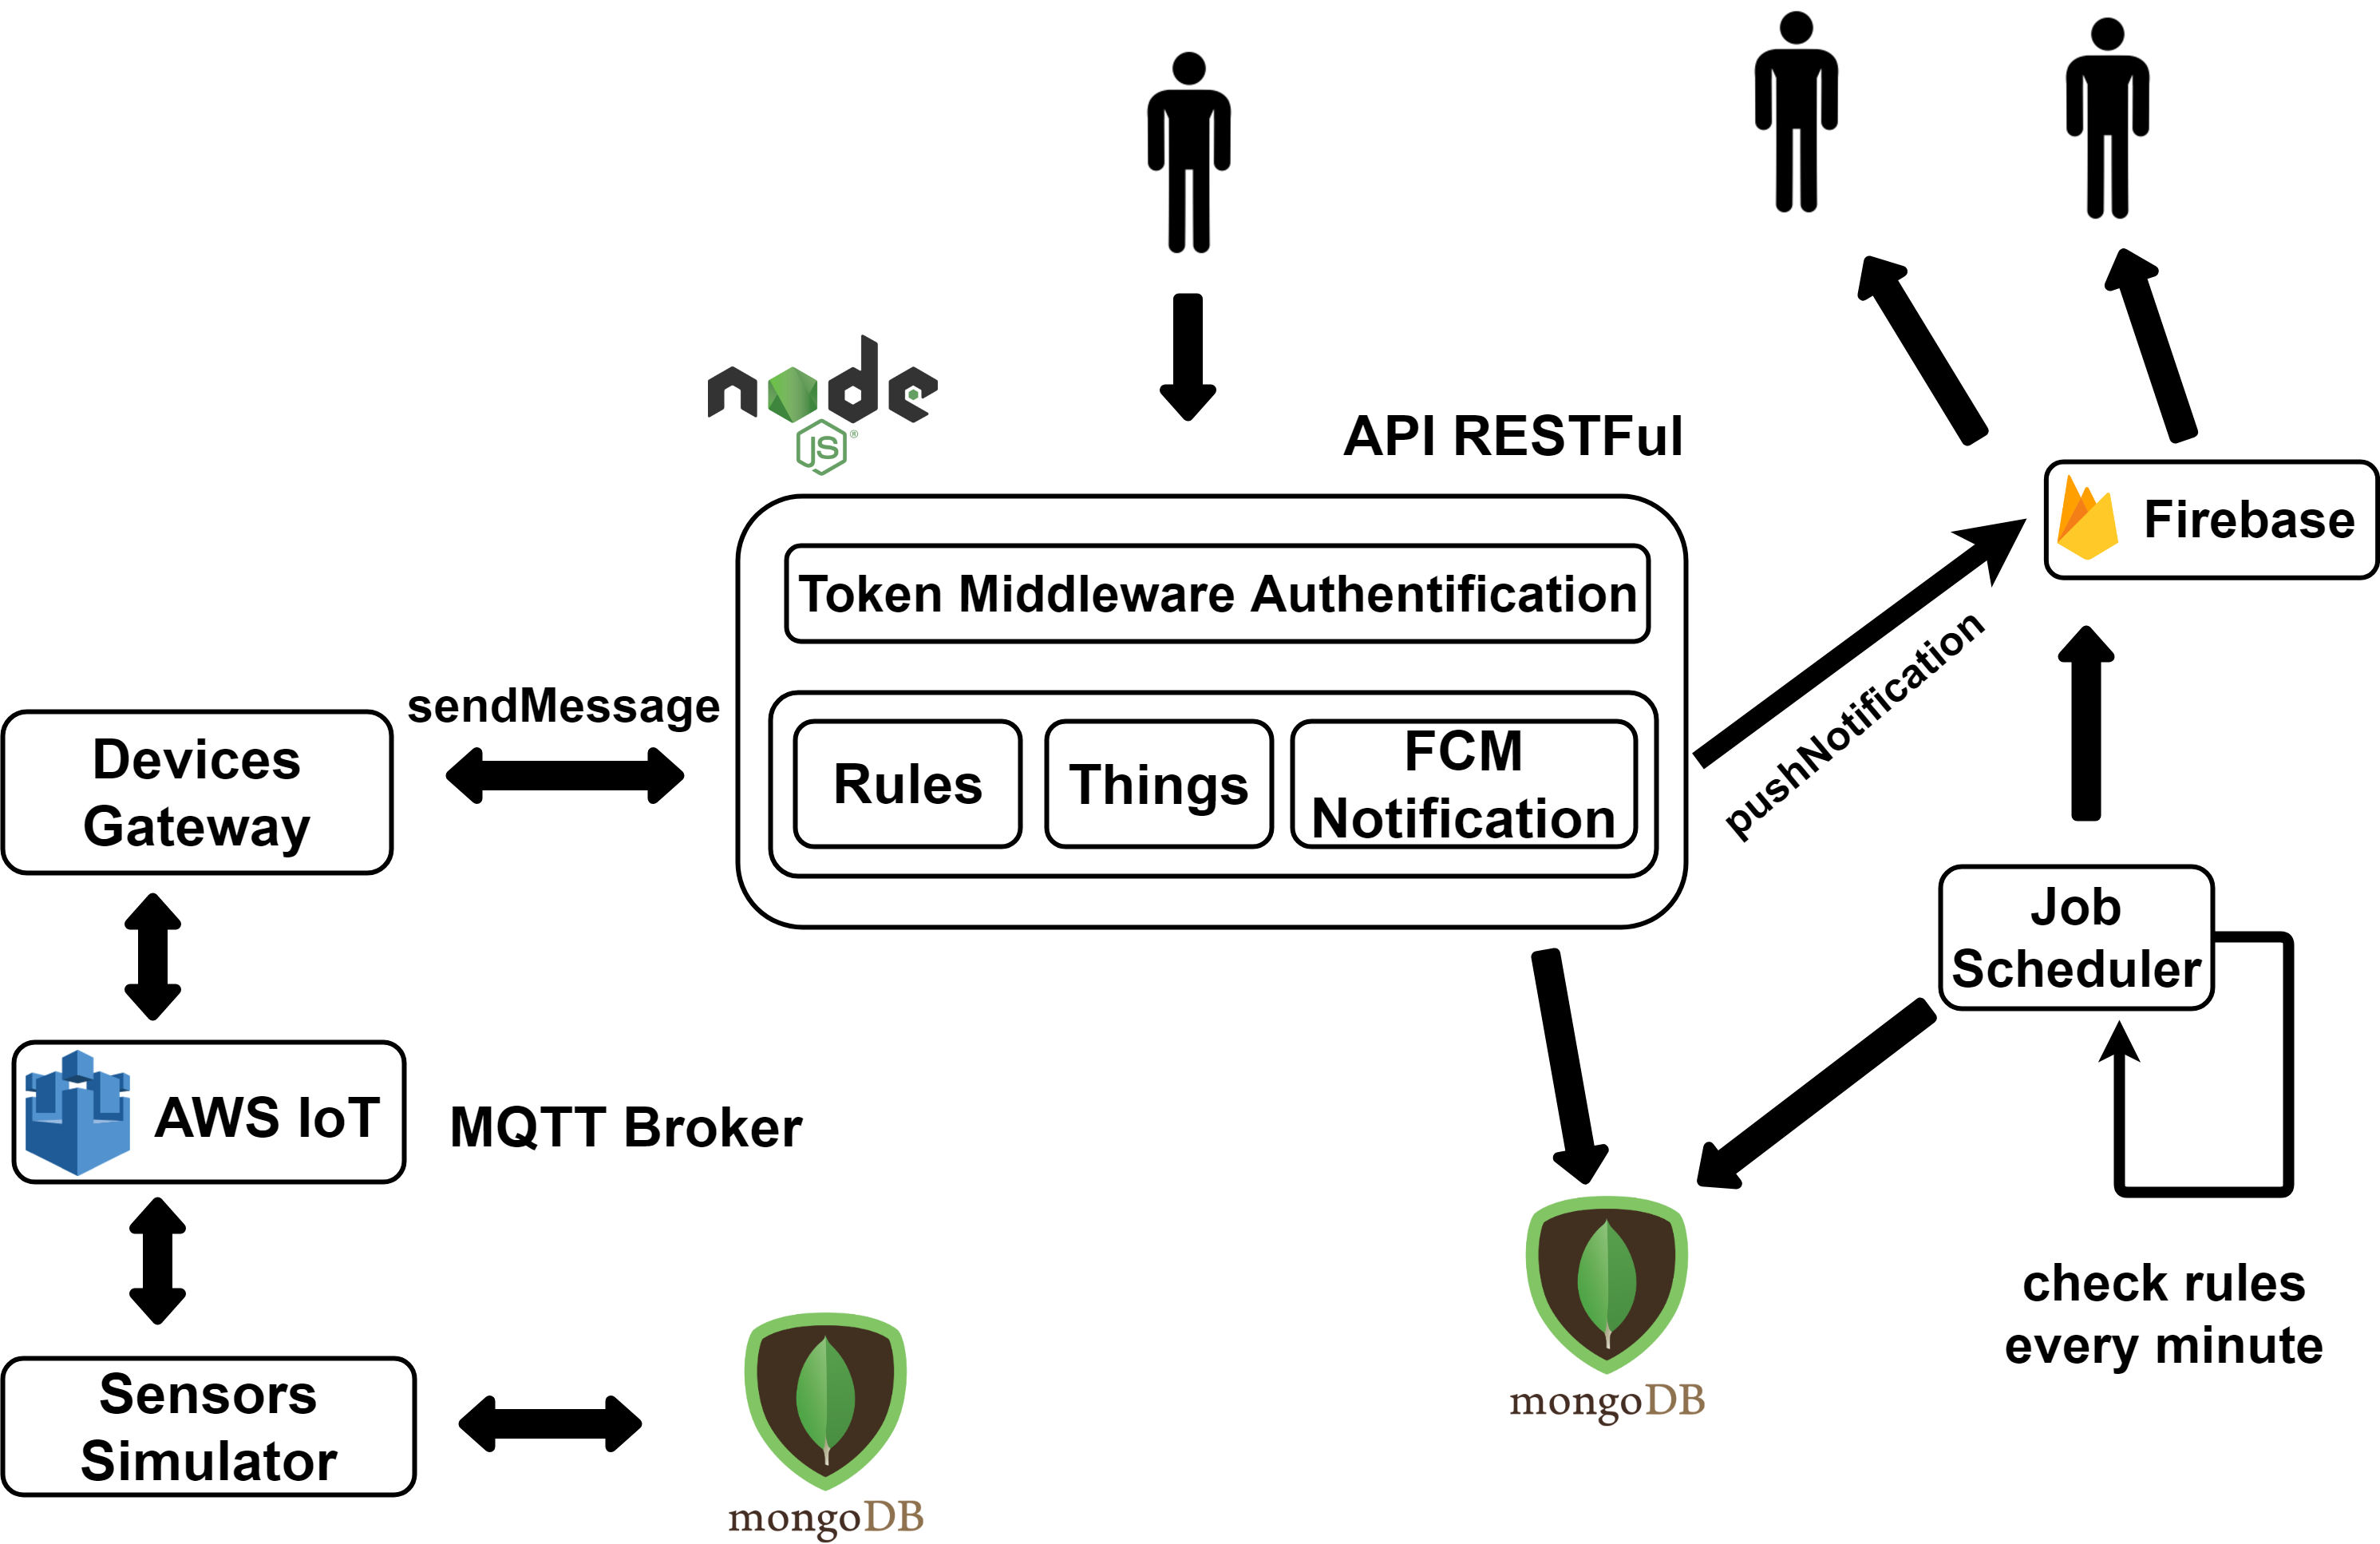 node
JS
®
API RESTFul
Firebase
Token Middleware Authentification
sendMessage
pushNotification
Devices
Gateway
Rules
Things
FCM
Notification
Job
Scheduler
AWS IoT
MQTT Broker
check rules
every minute
Sensors
Simulator
mongoDB
mongoDB